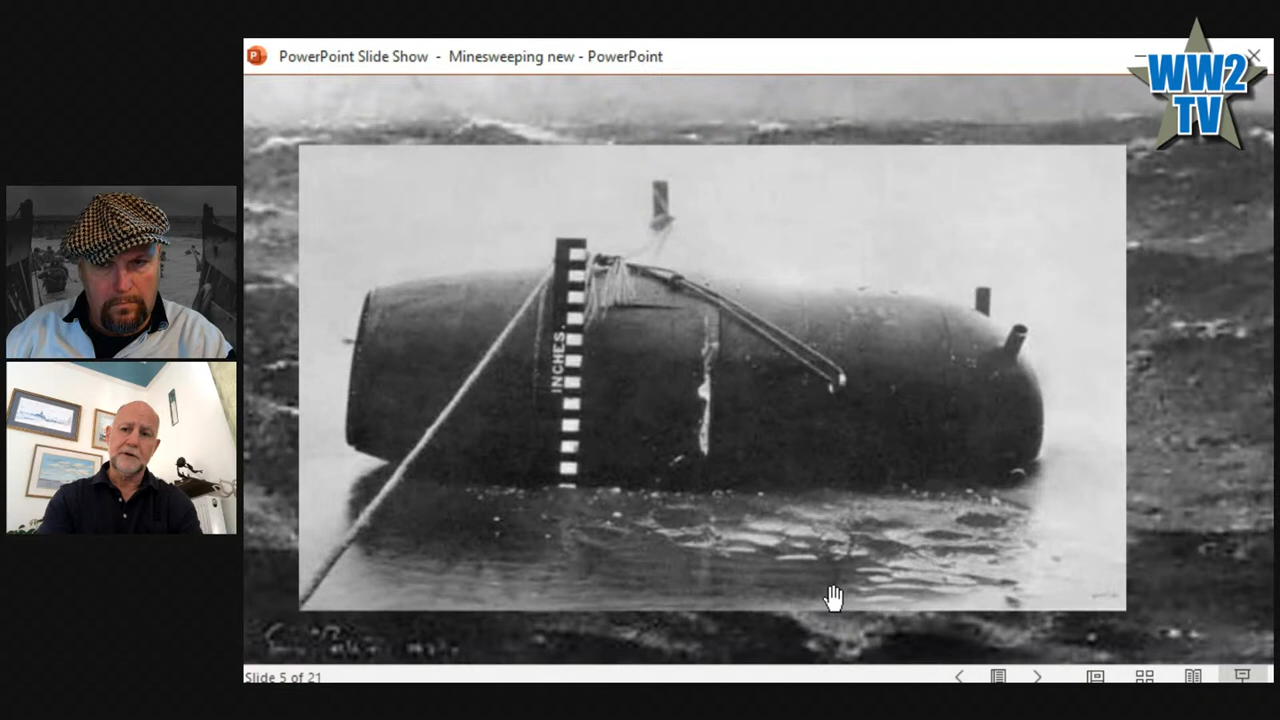 PowerPoint Slide Show - Minesweeping new - PowerPoint
WW2
TV
INCHES.
Slide 5 of 21